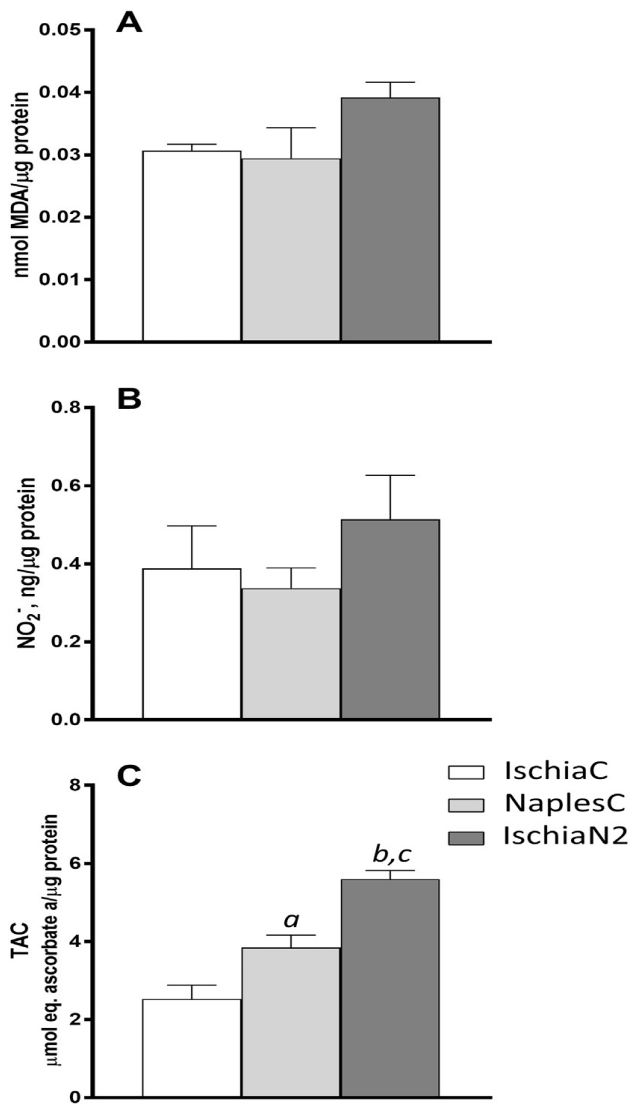 A
0.05
0.04
0.03
0.02
0.01
0.00
nmol MDA/µg protein
B
0.8
0.6
0.4
0.2
0.0
NO₂⁻, ng/µg protein
C
IschiaC
NaplesC
IschiaN2
8
6
4
2
0
TAC
µmol eq. ascorbate a/µg protein
a
b,c